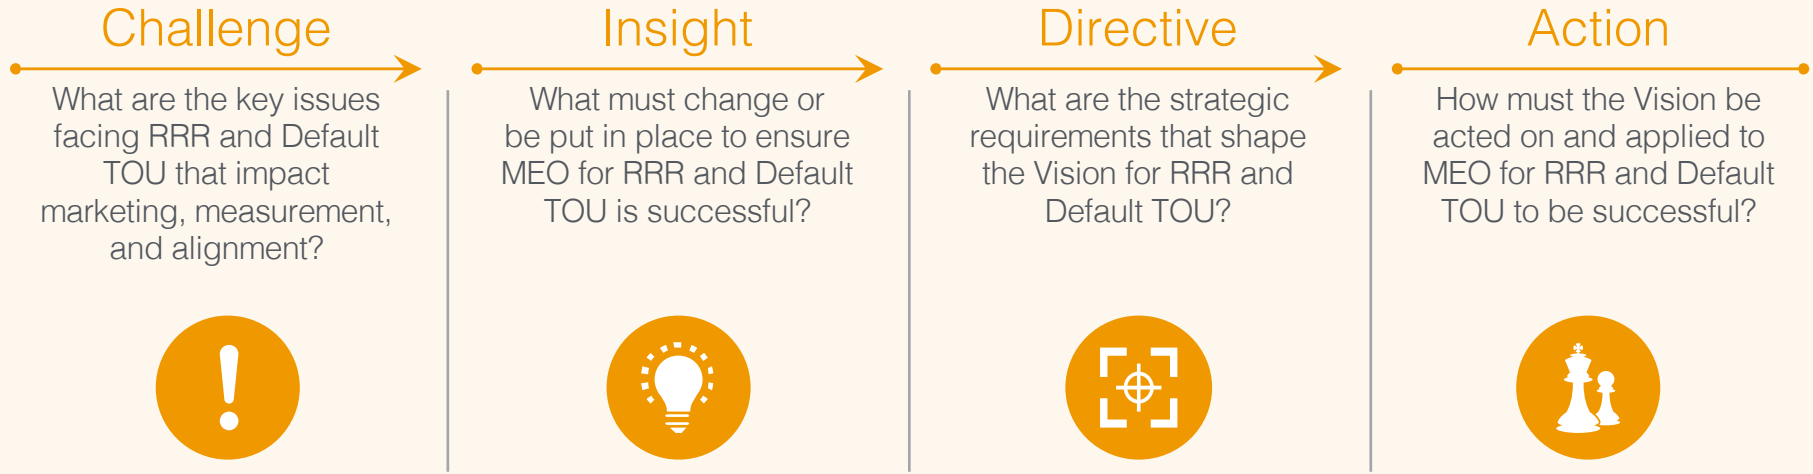 Challenge
What are the key issues
facing RRR and Default
TOU that impact
marketing, measurement,
and alignment?
Insight
What must change or
be put in place to ensure
MEO for RRR and Default
TOU is successful?
Directive
What are the strategic
requirements that shape
the Vision for RRR and
Default TOU?
Action
How must the Vision be
acted on and applied to
MEO for RRR and Default
TOU to be successful?